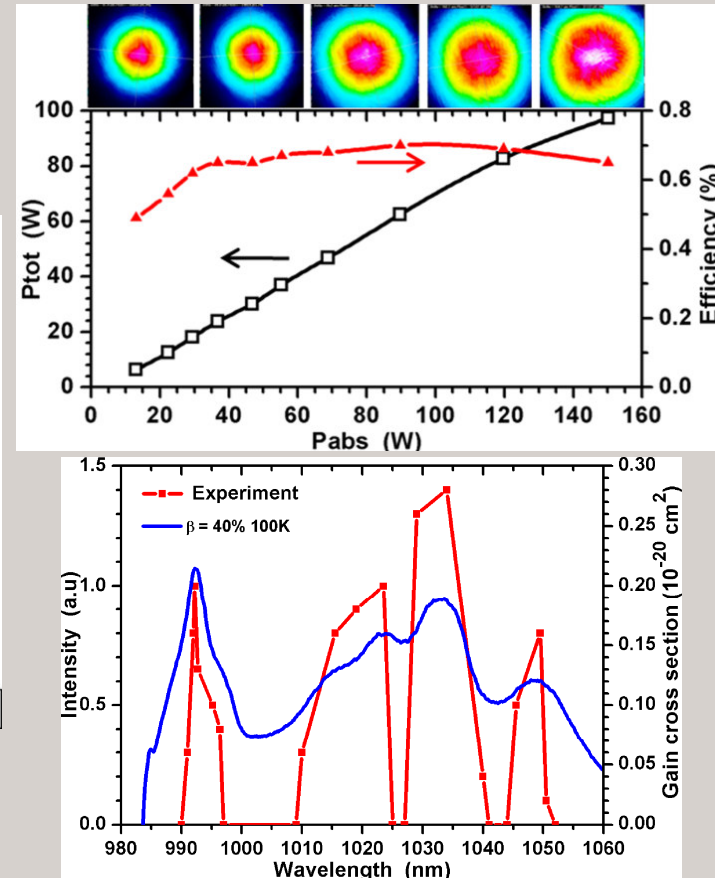 100
80
60
40
20
0
Ptot (W)
0.8
0.6
0.4
0.2
0.0
Efficiency (%)
0 20 40 60 80 100 120 140 160
Pabs (W)
1.5
1.0
0.5
0.0
Intensity (a.u)
Experiment
β = 40% 100K
0.30
0.25
0.20
0.15
0.10
0.05
0.00
Gain cross section (10⁻²⁰ cm²)
980 990 1000 1010 1020 1030 1040 1050 1060
Wavelength (nm)